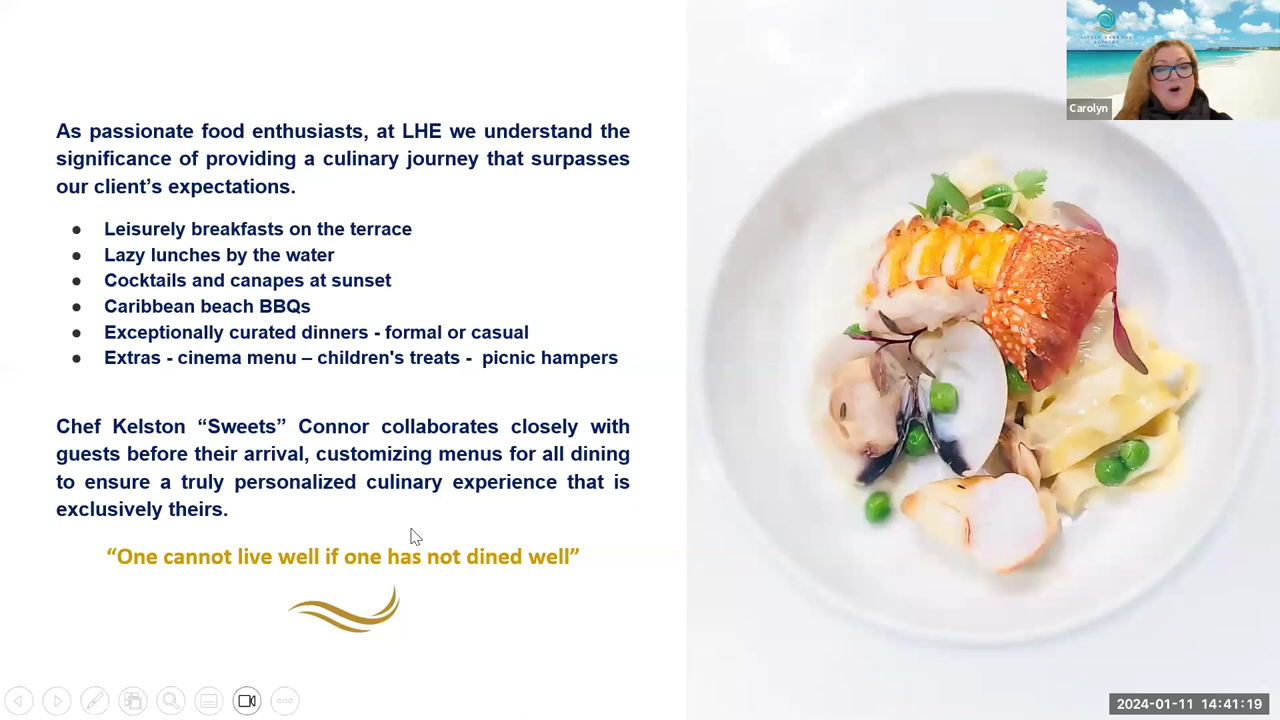 As passionate food enthusiasts, at LHE we understand the
significance of providing a culinary journey that surpasses
our client’s expectations.
● Leisurely breakfasts on the terrace
● Lazy lunches by the water
● Cocktails and canapes at sunset
● Caribbean beach BBQs
● Exceptionally curated dinners - formal or casual
● Extras - cinema menu – children's treats - picnic hampers
Chef Kelston “Sweets” Connor collaborates closely with
guests before their arrival, customizing menus for all dining
to ensure a truly personalized culinary experience that is
exclusively theirs.
“One cannot live well if one has not dined well”
Carolyn
2024-01-11 14:41:19